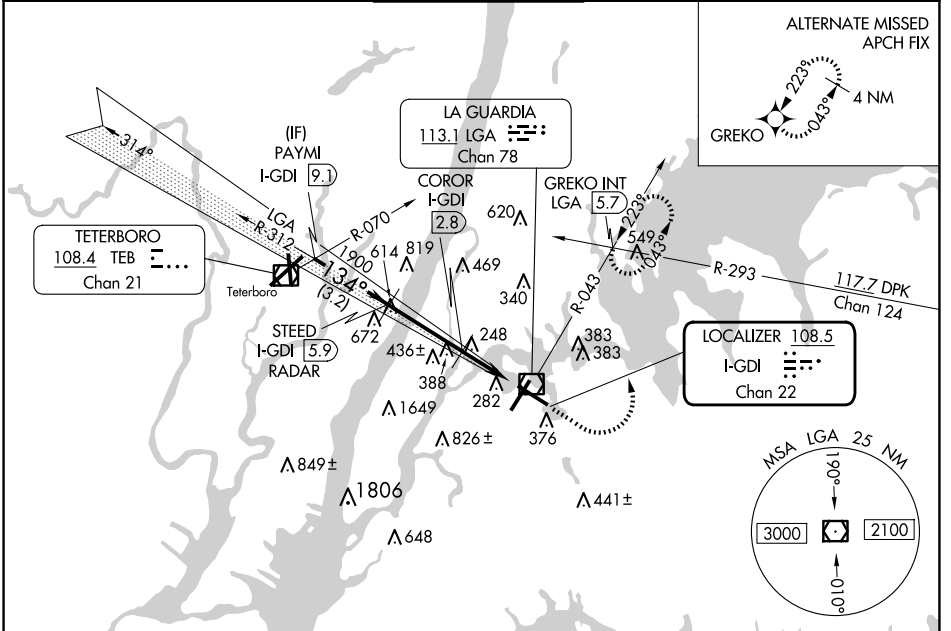 ALTERNATE MISSED
APCH FIX
223°
043°
4 NM
GREKO
LA GUARDIA
113.1 LGA
Chan 78
(IF)
PAYMI
I-GDI 9.1
COROR
I-GDI
2.8
GREKO INT
LGA 5.7
314°
LGA
R-312
R-070
1900
134°
(3.2)
614
819
620
469
340
223°
043°
549
R-293
R-043
117.7 DPK
Chan 124
TETERBORO
108.4 TEB
Chan 21
Teterboro
STEED
I-GDI 5.9
RADAR
672
436±
388
248
282
383
383
376
LOCALIZER 108.5
I-GDI
Chan 22
1649
826±
849±
1806
648
441±
MSA LGA 25 NM
190°
3000
2100
010°